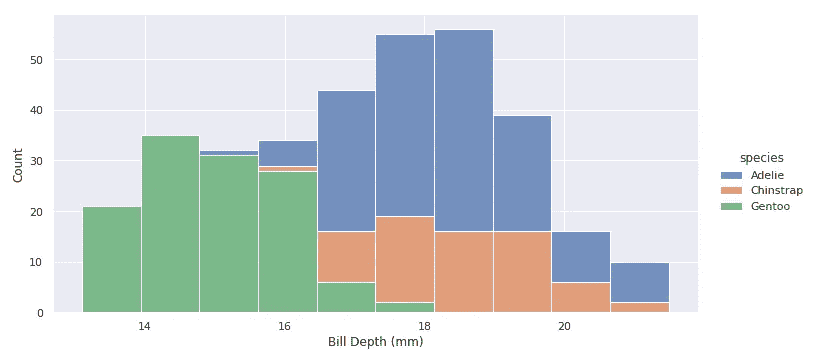 50
40
30
20
10
0
Count
14 16 18 20
Bill Depth (mm)
species
Adelie
Chinstrap
Gentoo